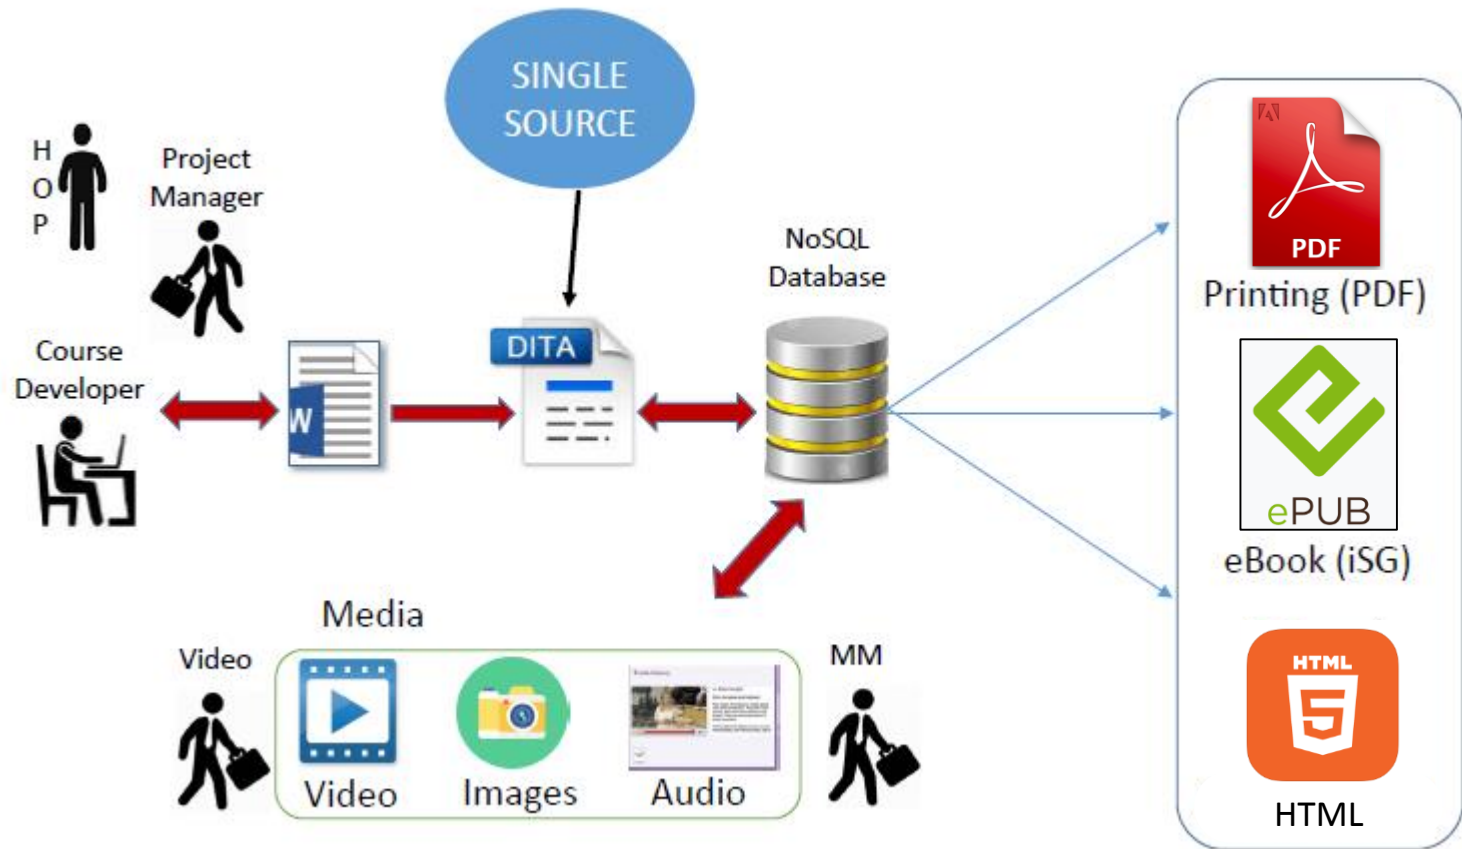 SINGLE
SOURCE
H
O
P
Project
Manager
Course
Developer
W
DITA
NoSQL
Database
PDF
Printing (PDF)
ePUB
eBook (iSG)
HTML
5
HTML
Media
Video
MM
Video
Images
Audio